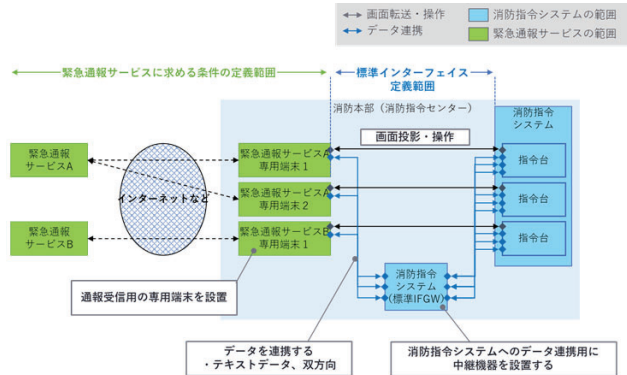 画面転送・操作
データ連携
消防指令システムの範囲
緊急通報サービスの範囲
緊急通報サービスに求める条件の定義範囲
標準インターフェイス
定義範囲
消防本部（消防指令センター）
消防指令
システム
画面投影・操作
緊急通報
サービスA
緊急通報サービスA
専用端末１
指令台
緊急通報サービスA
専用端末２
指令台
インターネットなど
緊急通報
サービスB
緊急通報サービスB
専用端末１
指令台
通報受信用の専用端末を設置
消防指令
システム
(標準IFGW)
データを連携する
・テキストデータ、双方向
消防指令システムへのデータ連携用に
中継機器を設置する